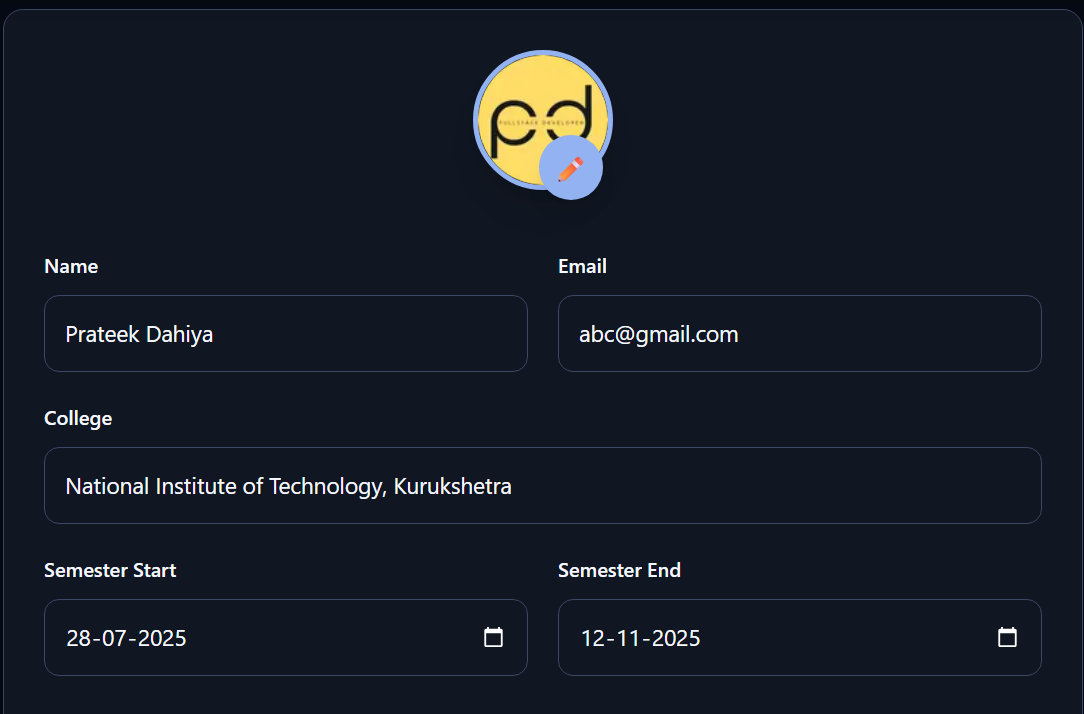 pd
FULLSTACK DEVELOPER
Name
Email
Prateek Dahiya
abc@gmail.com
College
National Institute of Technology, Kurukshetra
Semester Start
Semester End
28-07-2025
12-11-2025